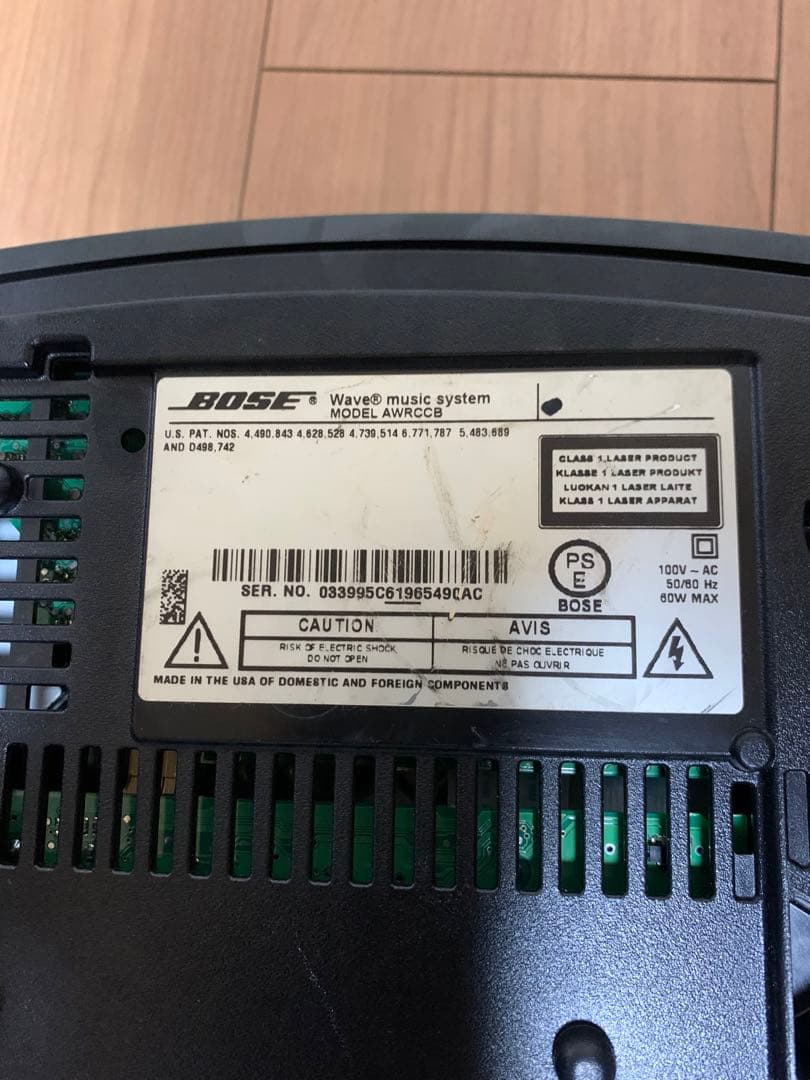 BOSE® Wave® music system
MODEL AWRCCB
U.S. PAT. NOS. 4,490,843 4,628,528 4,739,514 6,771,787 5,483,689
AND D498,742
CLASS 1 LASER PRODUCT
KLASSE 1 LASER PRODUKT
LUOKAN 1 LASER LAITE
KLASS 1 LASER APPARAT
PS
E
BOSE
100V ~ AC
50/60 Hz
60W MAX
SER. NO. 033995C61965490AC
CAUTION
RISK OF ELECTRIC SHOCK
DO NOT OPEN
AVIS
RISQUE DE CHOC ELECTRIQUE
NE PAS OUVRIR
MADE IN THE USA OF DOMESTIC AND FOREIGN COMPONENTS